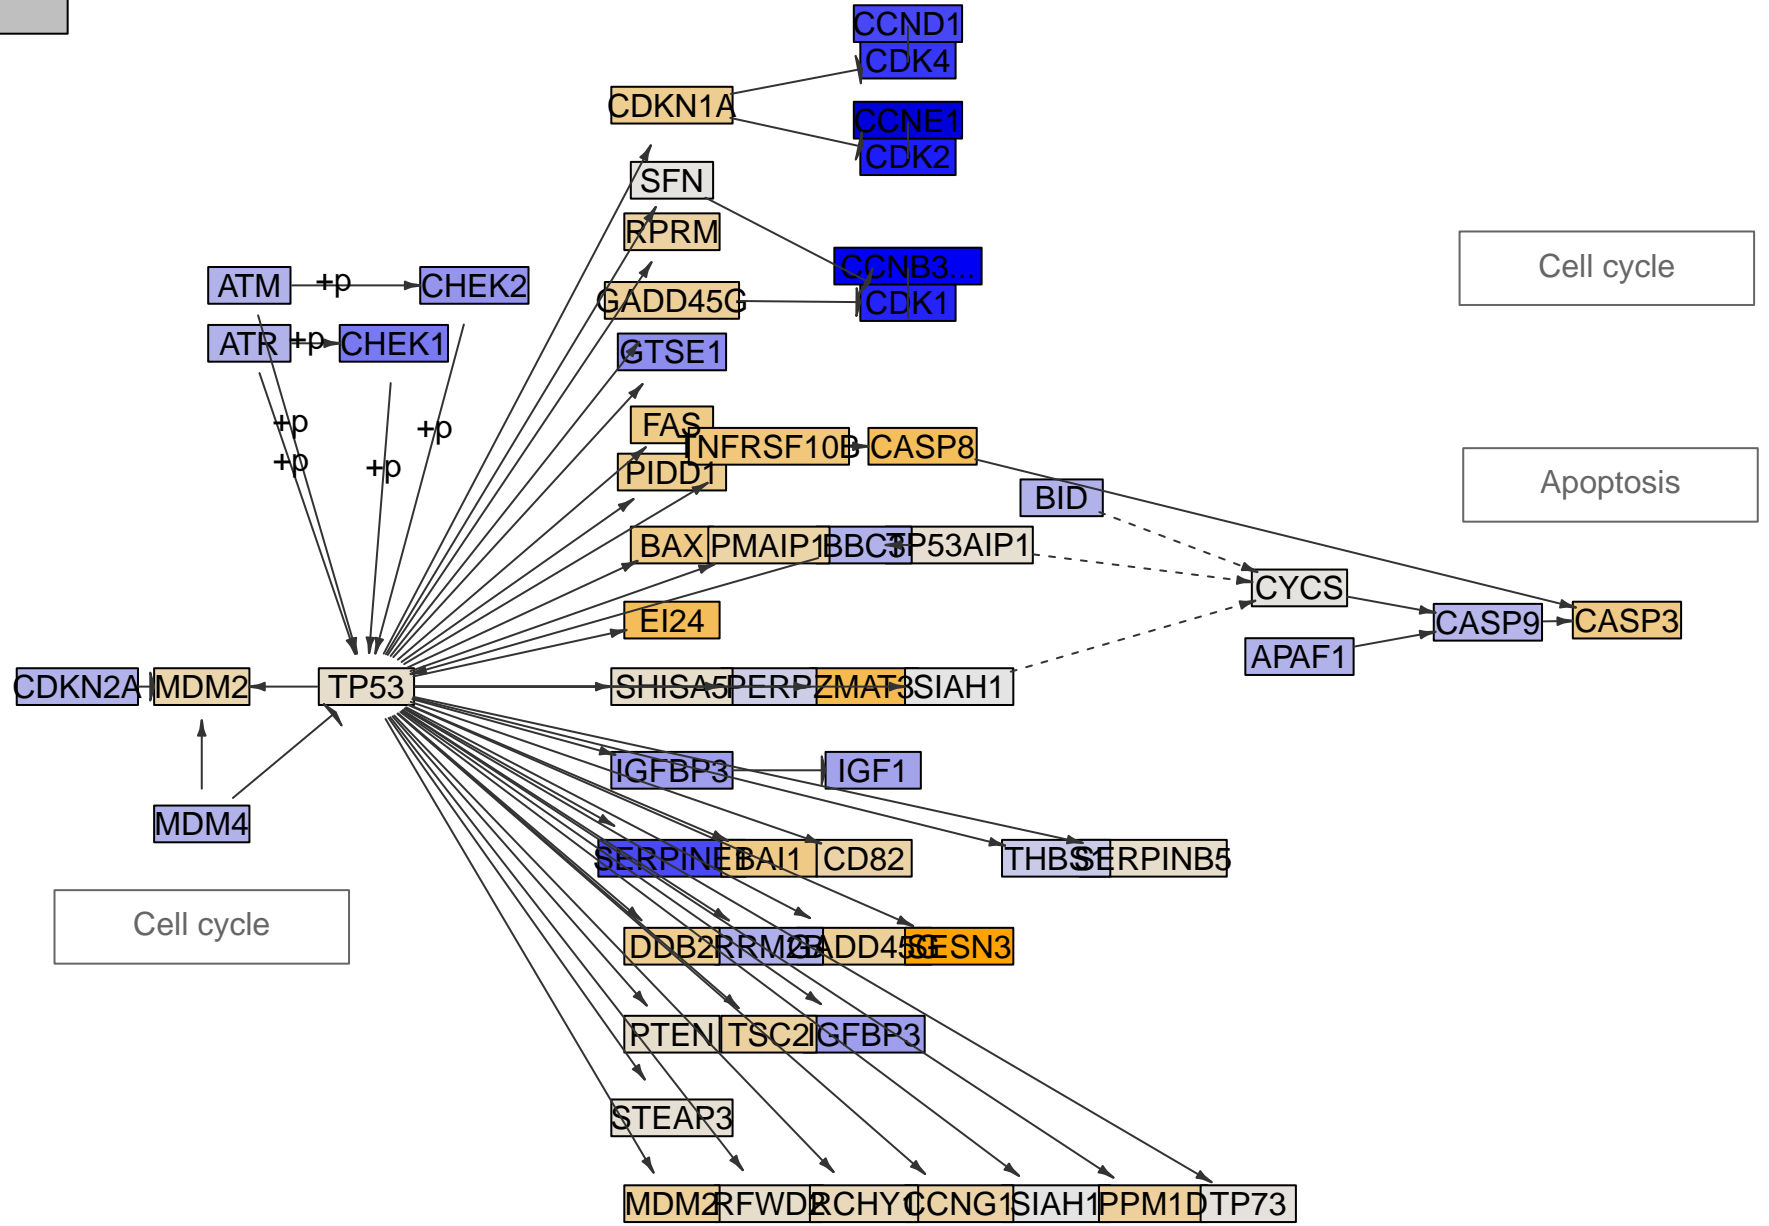 CCND1
CDK4
CDKN1A
CCNE1
CDK2
SFN
RPRM
Cell cycle
ATM
+p
CHEK2
CCNB3...
GADD45G
CDK1
ATR
+p
CHEK1
GTSE1
+p
+p
+p
+p
FAS
TNFRSF10B
CASP8
PIDD1
Apoptosis
BID
BAX
PMAIP1
BBC3
TP53AIP1
CYCS
EI24
CASP9
CASP3
APAF1
CDKN2A
MDM2
TP53
SHISA5
PERP
ZMAT3
SIAH1
IGFBP3
IGF1
MDM4
SERPINE1
BAI1
CD82
THBS1
SERPINB5
Cell cycle
DDB2
RRM2B
GADD45G
SESN3
PTEN
TSC2
IGFBP3
STEAP3
MDM2
RFWD2
RCHY1
CCNG1
SIAH1
PPM1D
TP73